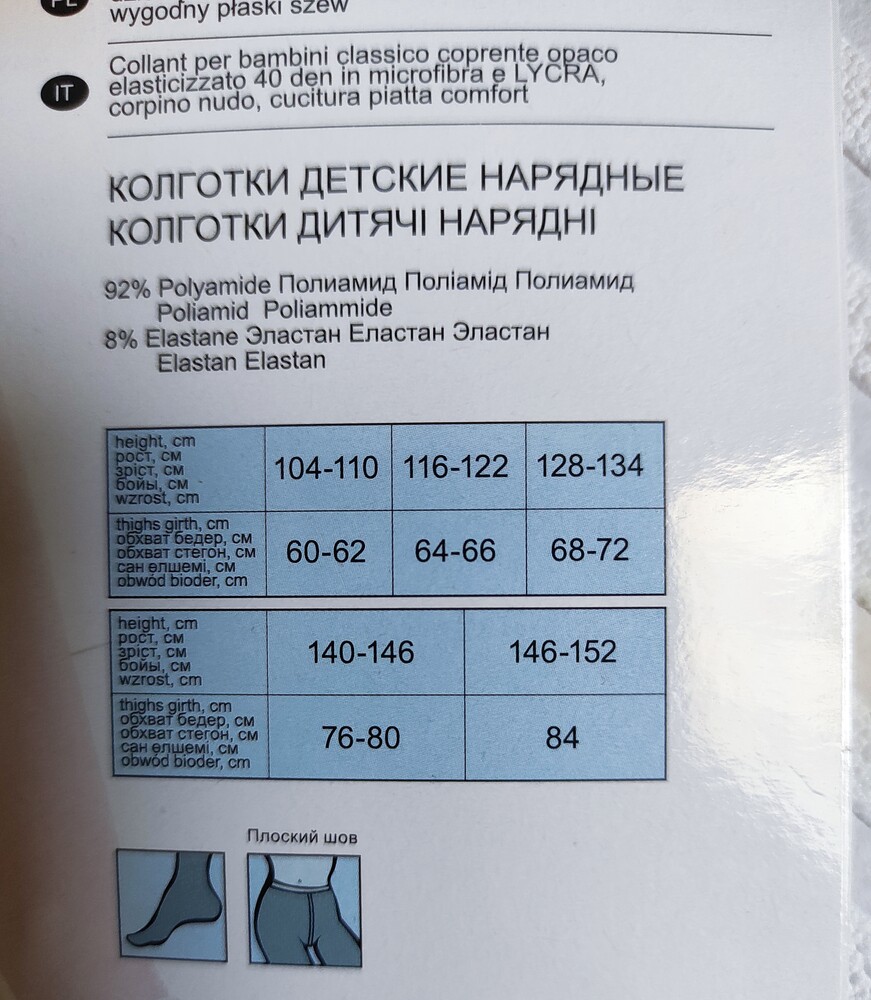 PL
wygodny płaski szew
IT
Collant per bambini classico coprente opaco
elasticizzato 40 den in microfibra e LYCRA,
corpino nudo, cucitura piatta comfort
КОЛГОТКИ ДЕТСКИЕ НАРЯДНЫЕ
КОЛГОТКИ ДИТЯЧІ НАРЯДНІ
92% Polyamide Полиамид Поліамід Полиамид
Poliamid Poliammide
8% Elastane Эластан Еластан Эластан
Elastan Elastan
height, cm
рост, см
зріст, см
бойы, см
wzrost, cm
104-110 116-122 128-134
thighs girth, cm
обхват бедер, см
обхват стегон, см
сан өлшемі, см
obwód bioder, cm
60-62 64-66 68-72
height, cm
рост, см
зріст, см
бойы, см
wzrost, cm
140-146 146-152
thighs girth, cm
обхват бедер, см
обхват стегон, см
сан өлшемі, см
obwód bioder, cm
76-80 84
Плоский шов